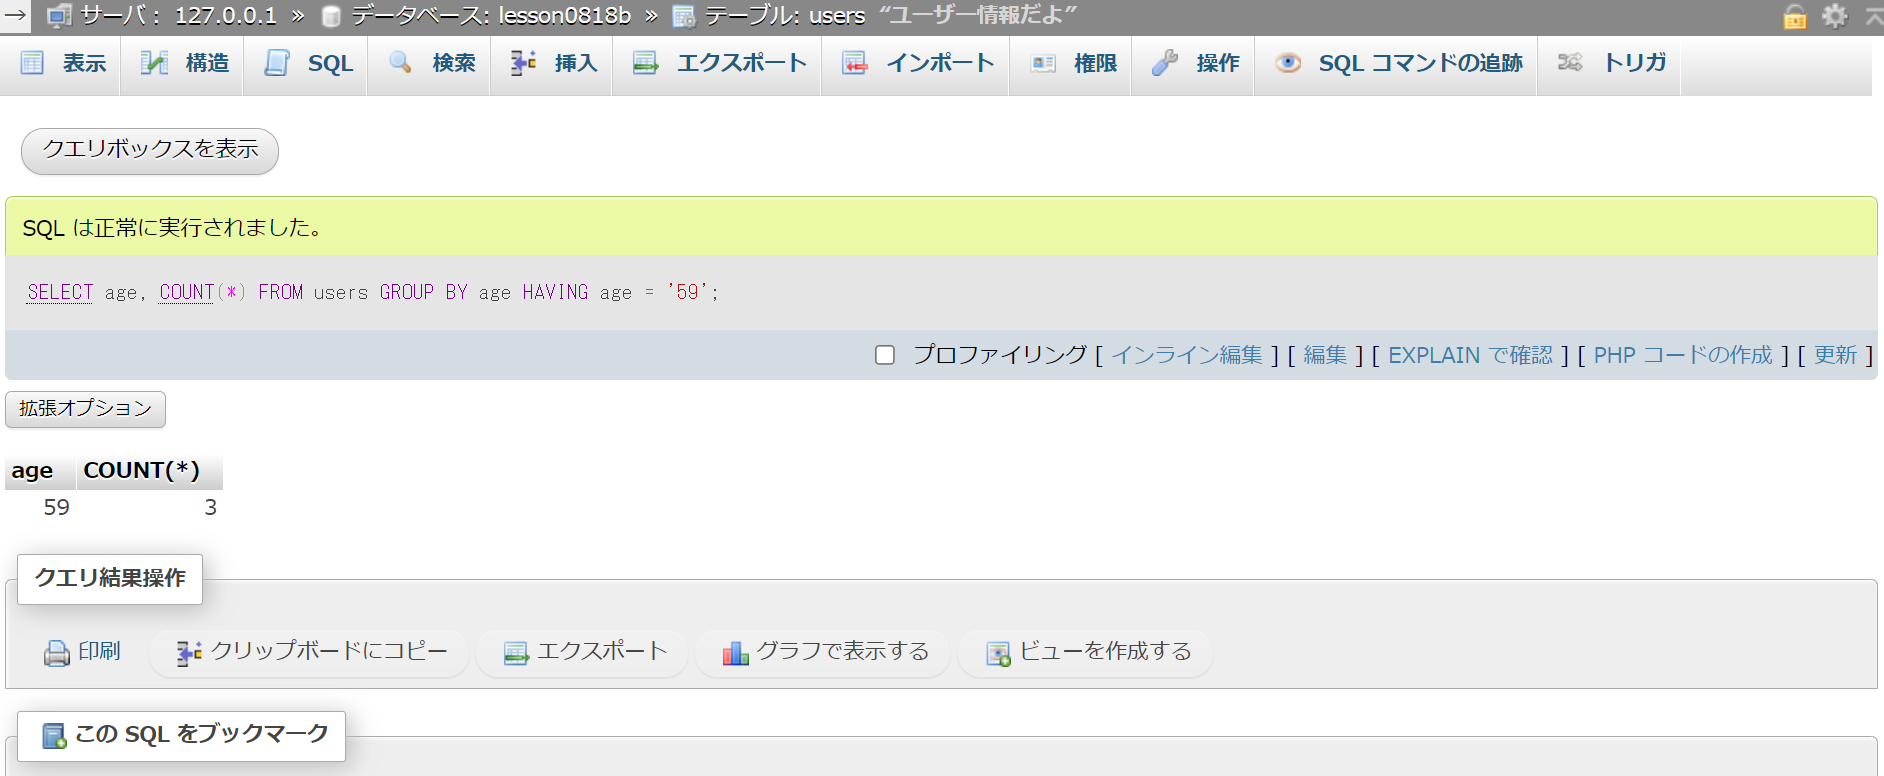 → サーバ: 127.0.0.1 » データベース: lesson0818b » テーブル: users “ユーザー情報だよ”
表示 構造 SQL 検索 挿入 エクスポート インポート 権限 操作 SQL コマンドの追跡 トリガ
クエリボックスを表示
SQL は正常に実行されました。
SELECT age, COUNT(*) FROM users GROUP BY age HAVING age = '59';
プロファイリング [ インライン編集 ] [ 編集 ] [ EXPLAIN で確認 ] [ PHP コードの作成 ] [ 更新 ]
拡張オプション
age COUNT(*)
59 3
クエリ結果操作
印刷 クリップボードにコピー エクスポート グラフで表示する ビューを作成する
この SQL をブックマーク